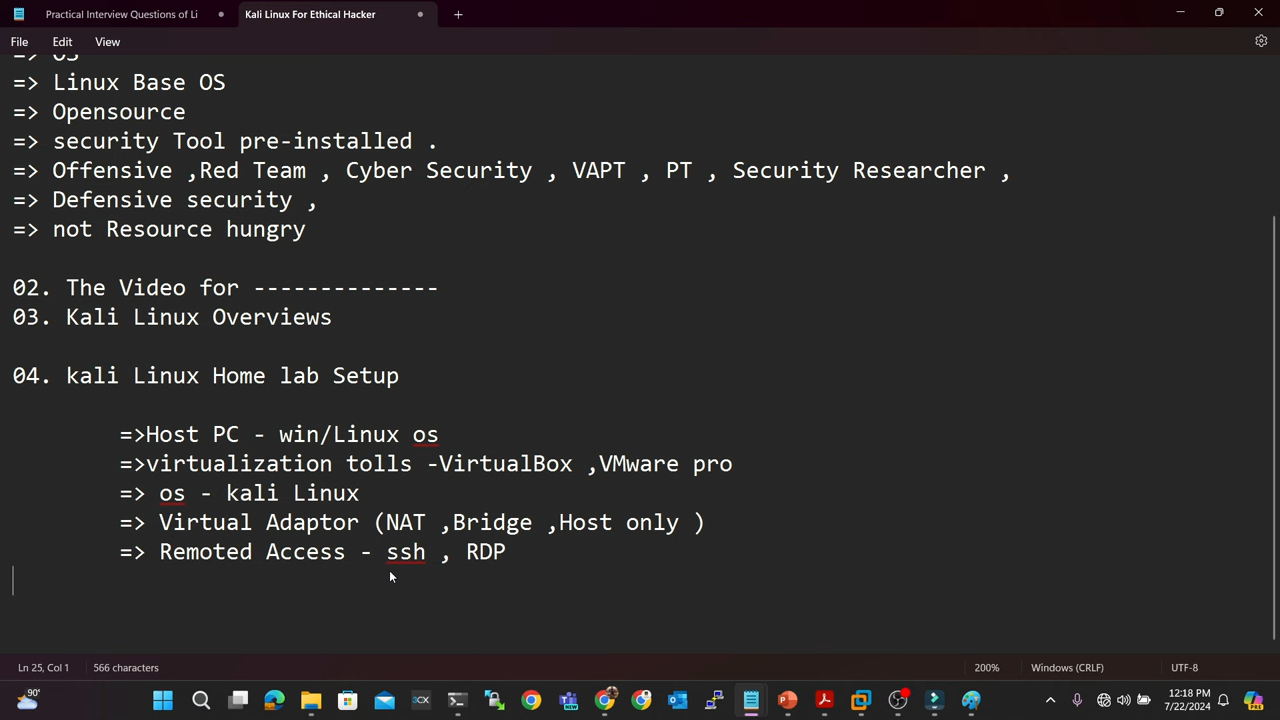 Practical Interview Questions of Li
Kali Linux For Ethical Hacker
File Edit View
=> OS
=> Linux Base OS
=> Opensource
=> security Tool pre-installed .
=> Offensive ,Red Team , Cyber Security , VAPT , PT , Security Researcher ,
=> Defensive security ,
=> not Resource hungry
02. The Video for --------------
03. Kali Linux Overviews
04. kali Linux Home lab Setup
=>Host PC - win/Linux os
=>virtualization tolls -VirtualBox ,VMware pro
=> os - kali Linux
=> Virtual Adaptor (NAT ,Bridge ,Host only )
=> Remoted Access - ssh , RDP
Ln 25, Col 1 566 characters 200% Windows (CRLF) UTF-8
90°
3CX
NEW
PRE
12:18 PM
7/22/2024